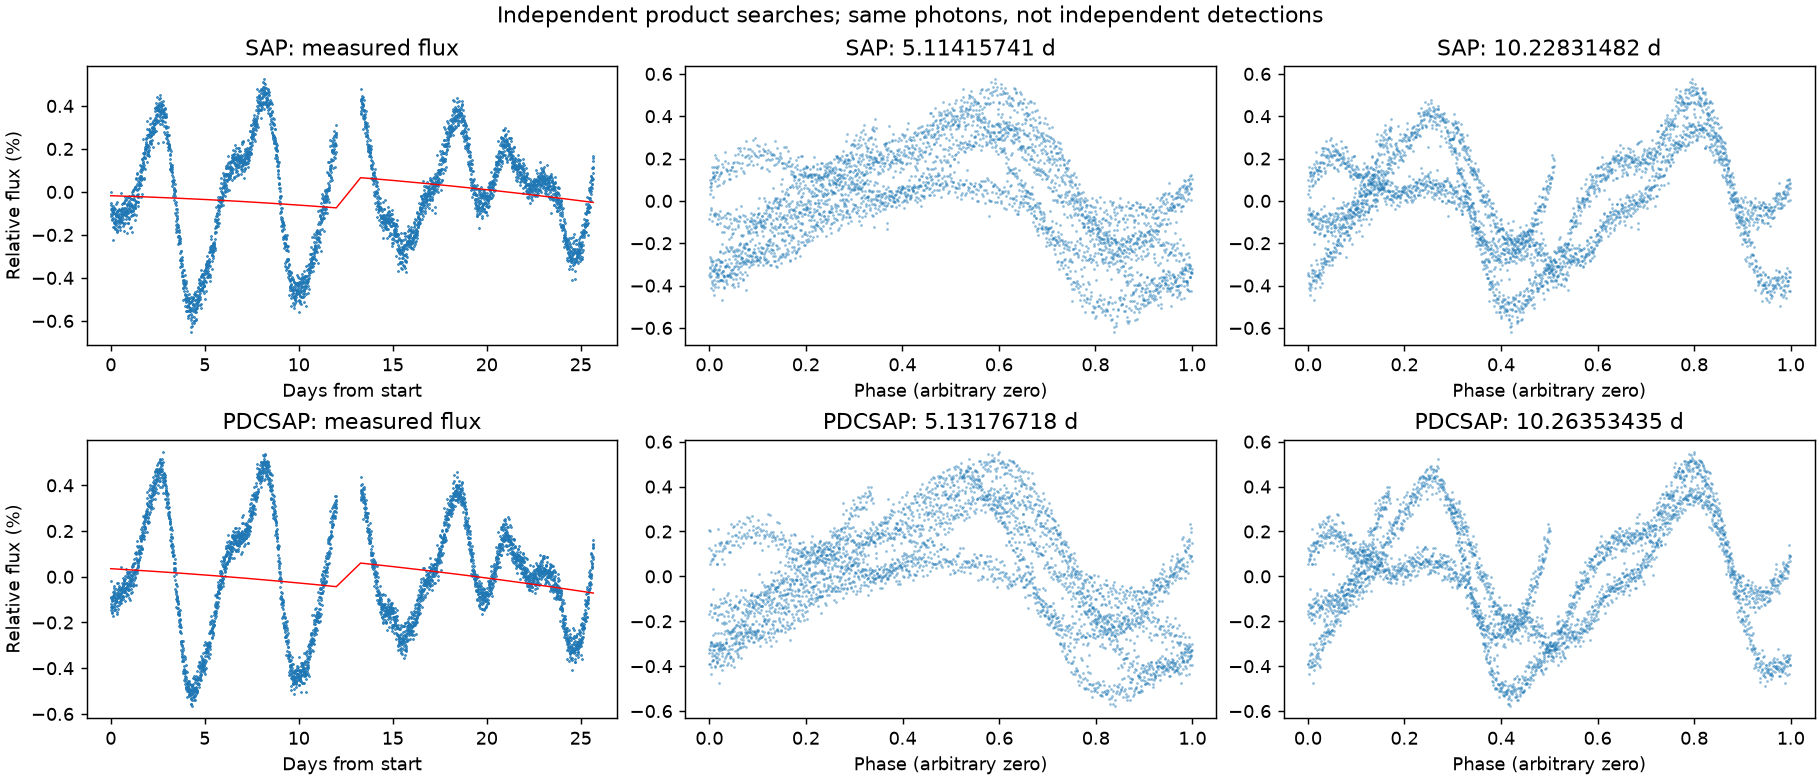 Independent product searches; same photons, not independent detections
SAP: measured flux
SAP: 5.11415741 d
SAP: 10.22831482 d
Relative flux (%)
0.4
0.2
0.0
−0.2
−0.4
−0.6
0 5 10 15 20 25
Days from start
0.6
0.4
0.2
0.0
−0.2
−0.4
−0.6
0.0 0.2 0.4 0.6 0.8 1.0
Phase (arbitrary zero)
0.6
0.4
0.2
0.0
−0.2
−0.4
−0.6
0.0 0.2 0.4 0.6 0.8 1.0
Phase (arbitrary zero)
PDCSAP: measured flux
PDCSAP: 5.13176718 d
PDCSAP: 10.26353435 d
Relative flux (%)
0.4
0.2
0.0
−0.2
−0.4
−0.6
0 5 10 15 20 25
Days from start
0.6
0.4
0.2
0.0
−0.2
−0.4
−0.6
0.0 0.2 0.4 0.6 0.8 1.0
Phase (arbitrary zero)
0.6
0.4
0.2
0.0
−0.2
−0.4
−0.6
0.0 0.2 0.4 0.6 0.8 1.0
Phase (arbitrary zero)